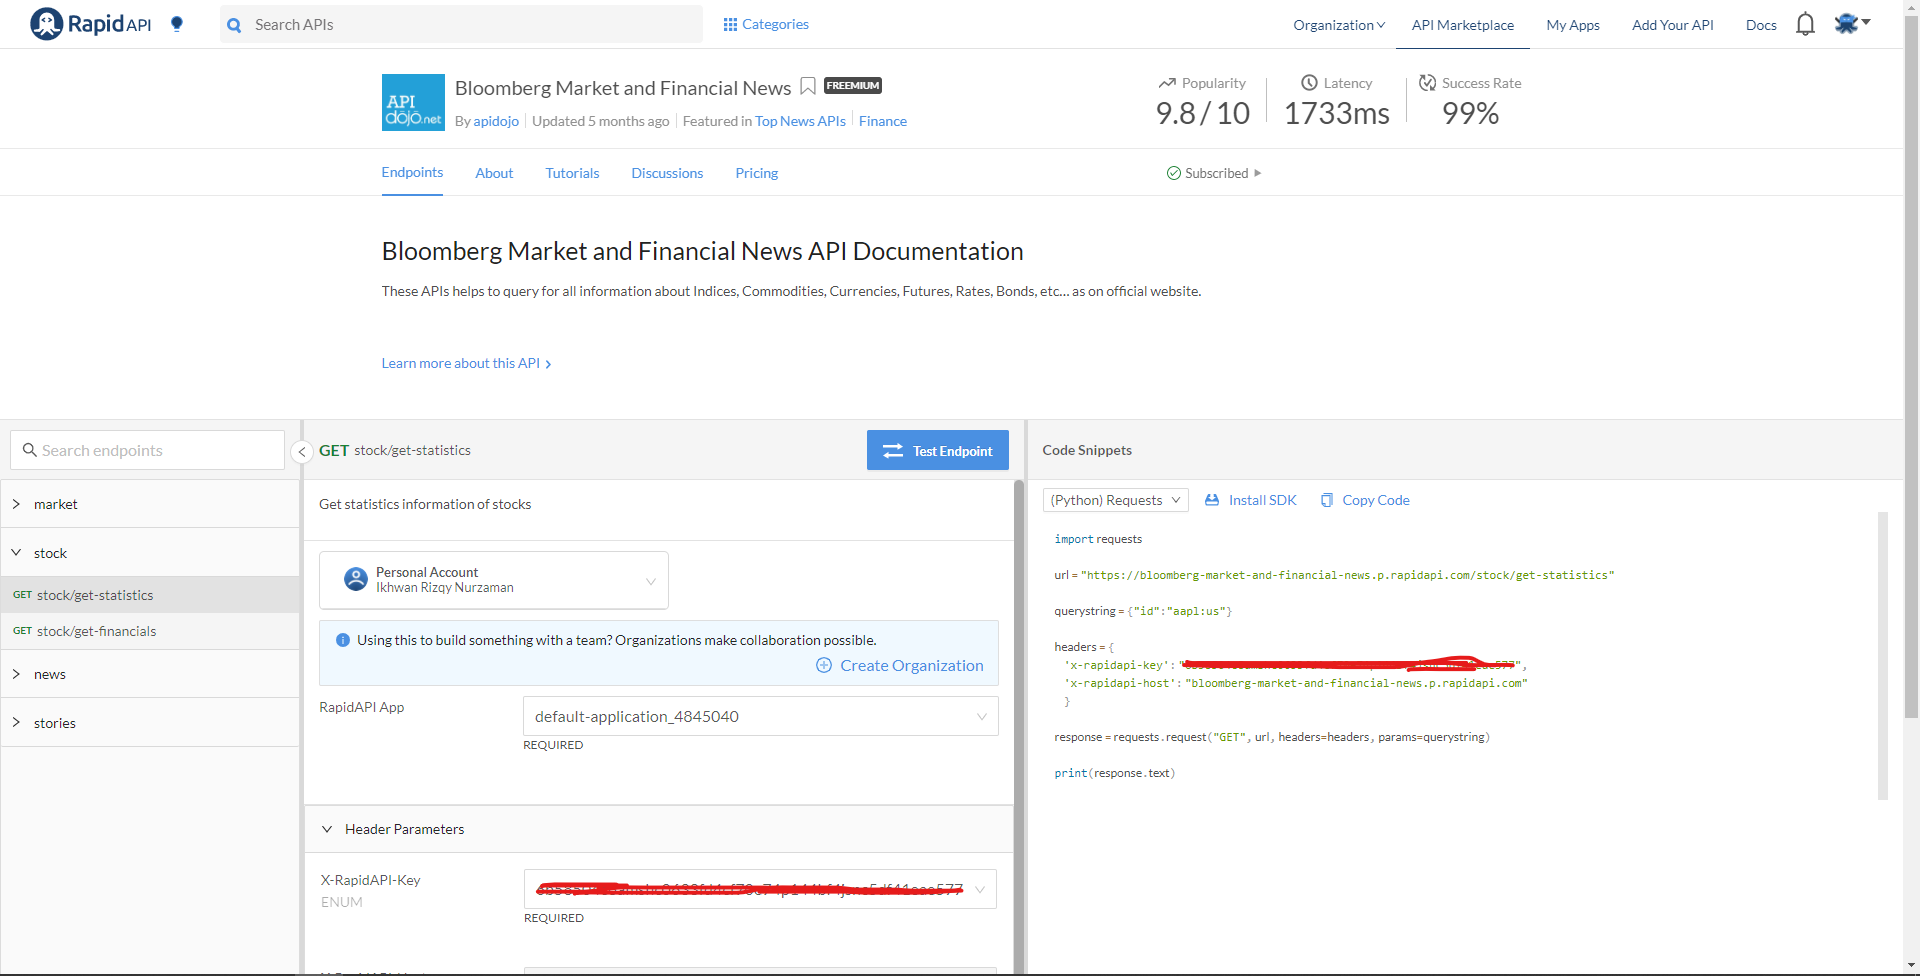 Rapid API
Search APIs
Categories
Organization
API Marketplace
My Apps
Add Your API
Docs
API
dōjō.net
Bloomberg Market and Financial News
FREEMIUM
By apidojo
Updated 5 months ago
Featured in Top News APIs
Finance
Popularity
9.8 / 10
Latency
1733ms
Success Rate
99%
Endpoints
About
Tutorials
Discussions
Pricing
Subscribed
Bloomberg Market and Financial News API Documentation
These APIs helps to query for all information about Indices, Commodities, Currencies, Futures, Rates, Bonds, etc... as on official website.
Learn more about this API
Search endpoints
market
stock
GET stock/get-statistics
GET stock/get-financials
news
stories
GET stock/get-statistics
Test Endpoint
Get statistics information of stocks
Personal Account
Ikhwan Rizqy Nurzaman
Using this to build something with a team? Organizations make collaboration possible.
Create Organization
RapidAPI App
default-application_4845040
REQUIRED
Header Parameters
X-RapidAPI-Key
ENUM
REQUIRED
Code Snippets
(Python) Requests
Install SDK
Copy Code
import requests
url = "https://bloomberg-market-and-financial-news.p.rapidapi.com/stock/get-statistics"
querystring = {"id":"aapl:us"}
headers = {
'x-rapidapi-key': "
",
'x-rapidapi-host': "bloomberg-market-and-financial-news.p.rapidapi.com"
}
response = requests.request("GET", url, headers=headers, params=querystring)
print(response.text)